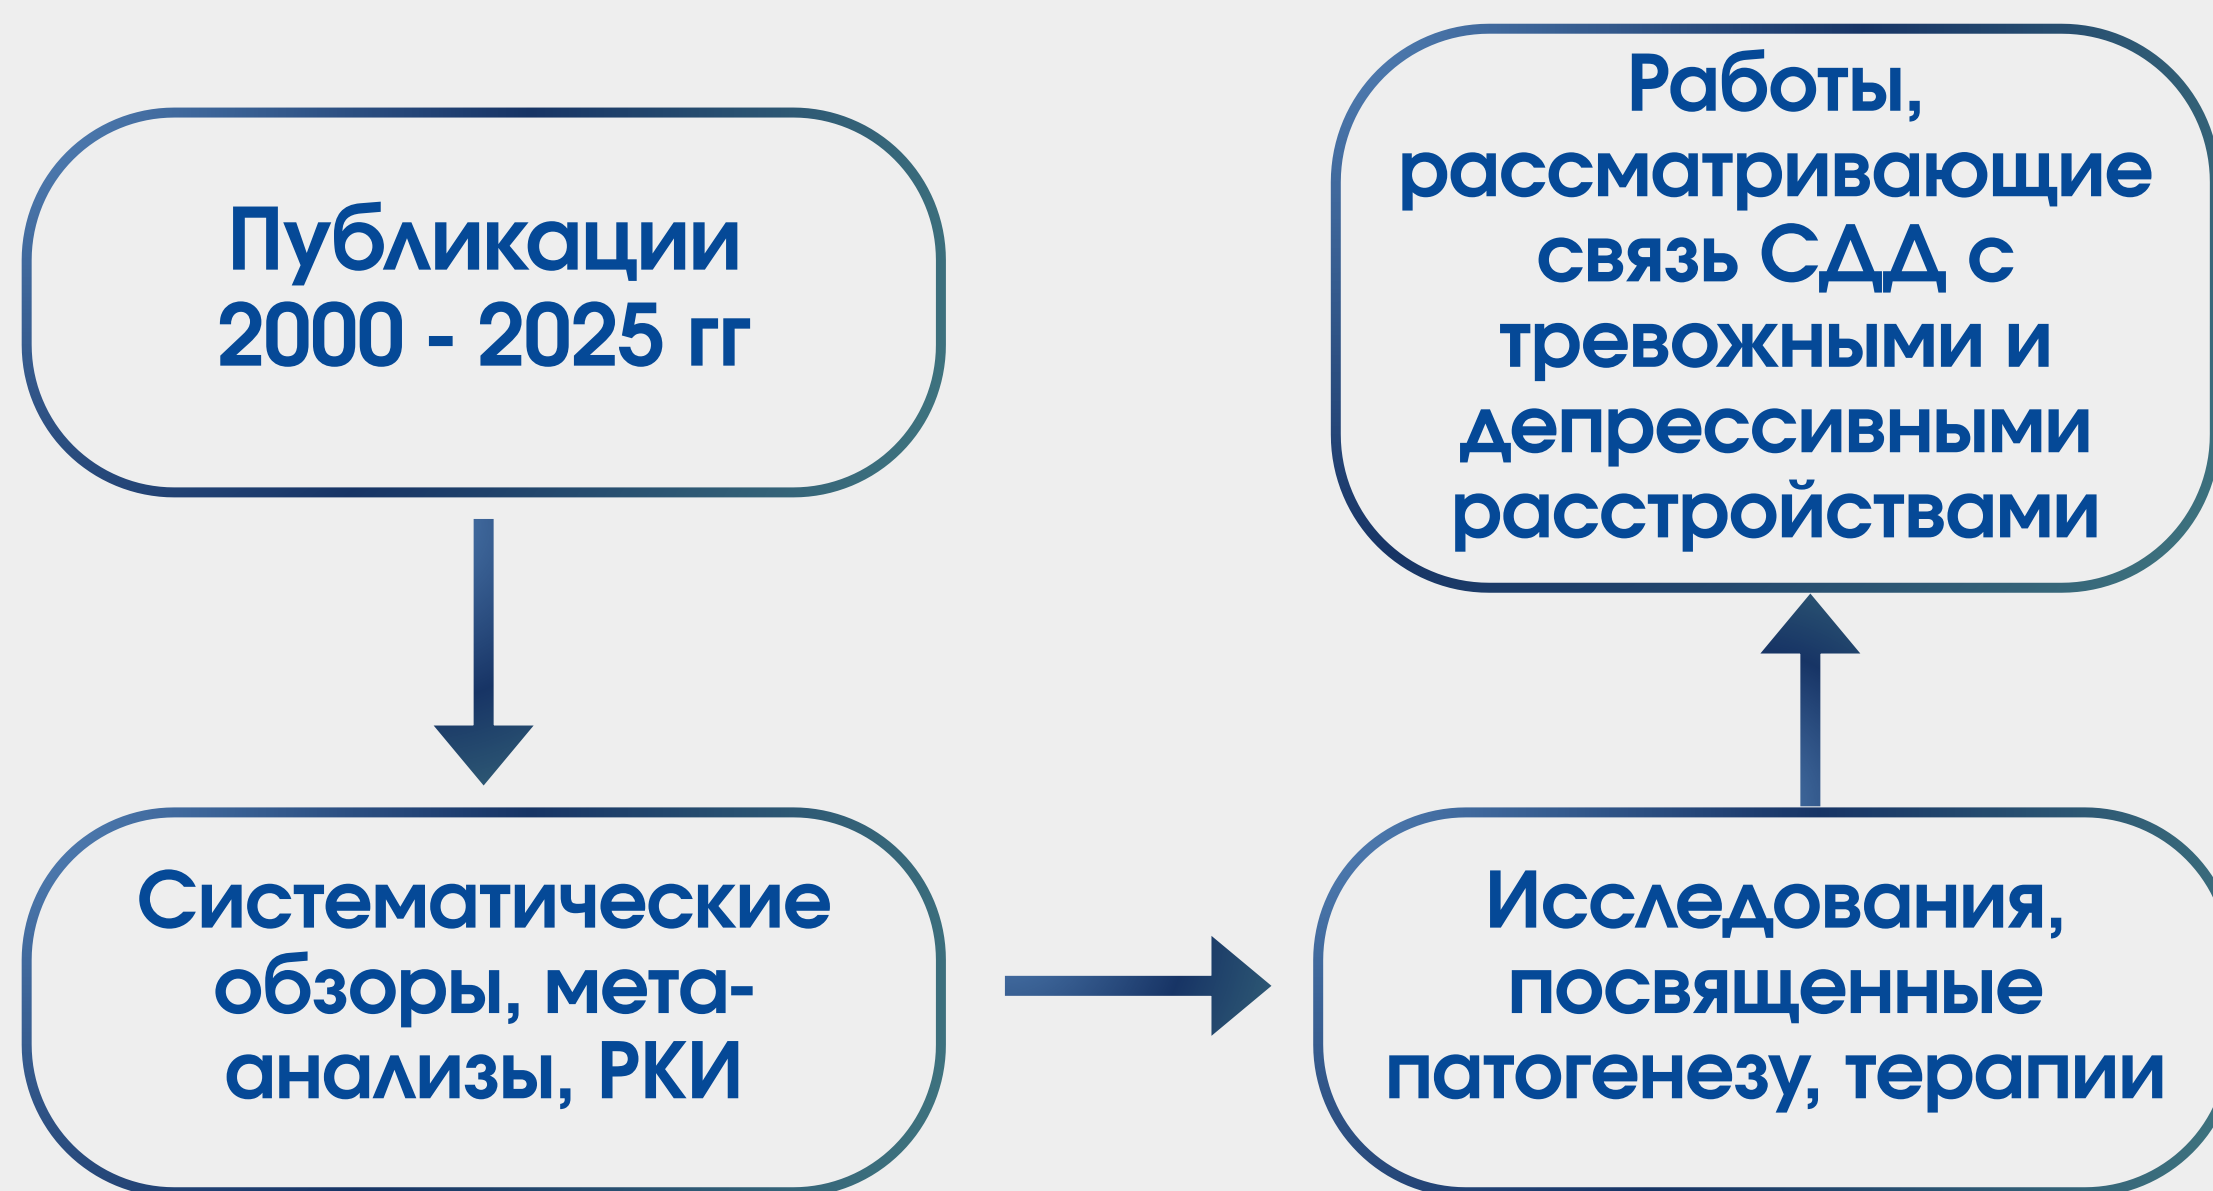 Публикации
2000 - 2025 гг
Систематические
обзоры, мета-
анализы, РКИ
Исследования,
посвященные
патогенезу, терапии
Работы,
рассматривающие
связь СДД с
тревожными и
депрессивными
расстройствами